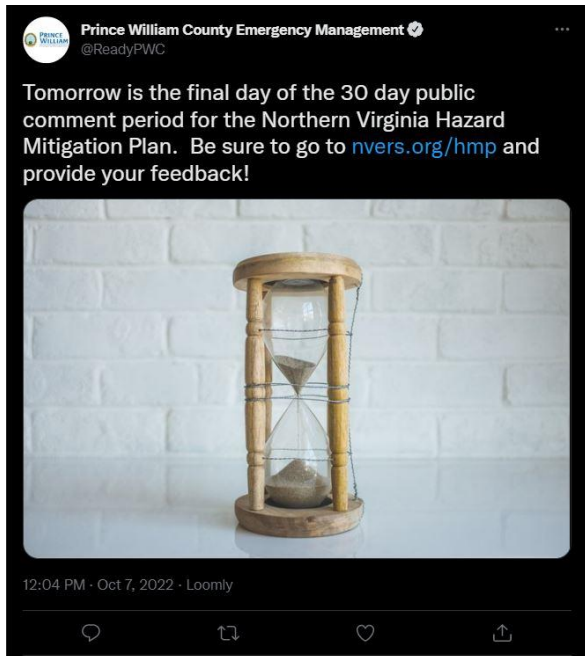 PRINCE
WILLIAM
Prince William County Emergency Management
@ReadyPWC
Tomorrow is the final day of the 30 day public
comment period for the Northern Virginia Hazard
Mitigation Plan.  Be sure to go to nvers.org/hmp and
provide your feedback!
12:04 PM · Oct 7, 2022 · Loomly